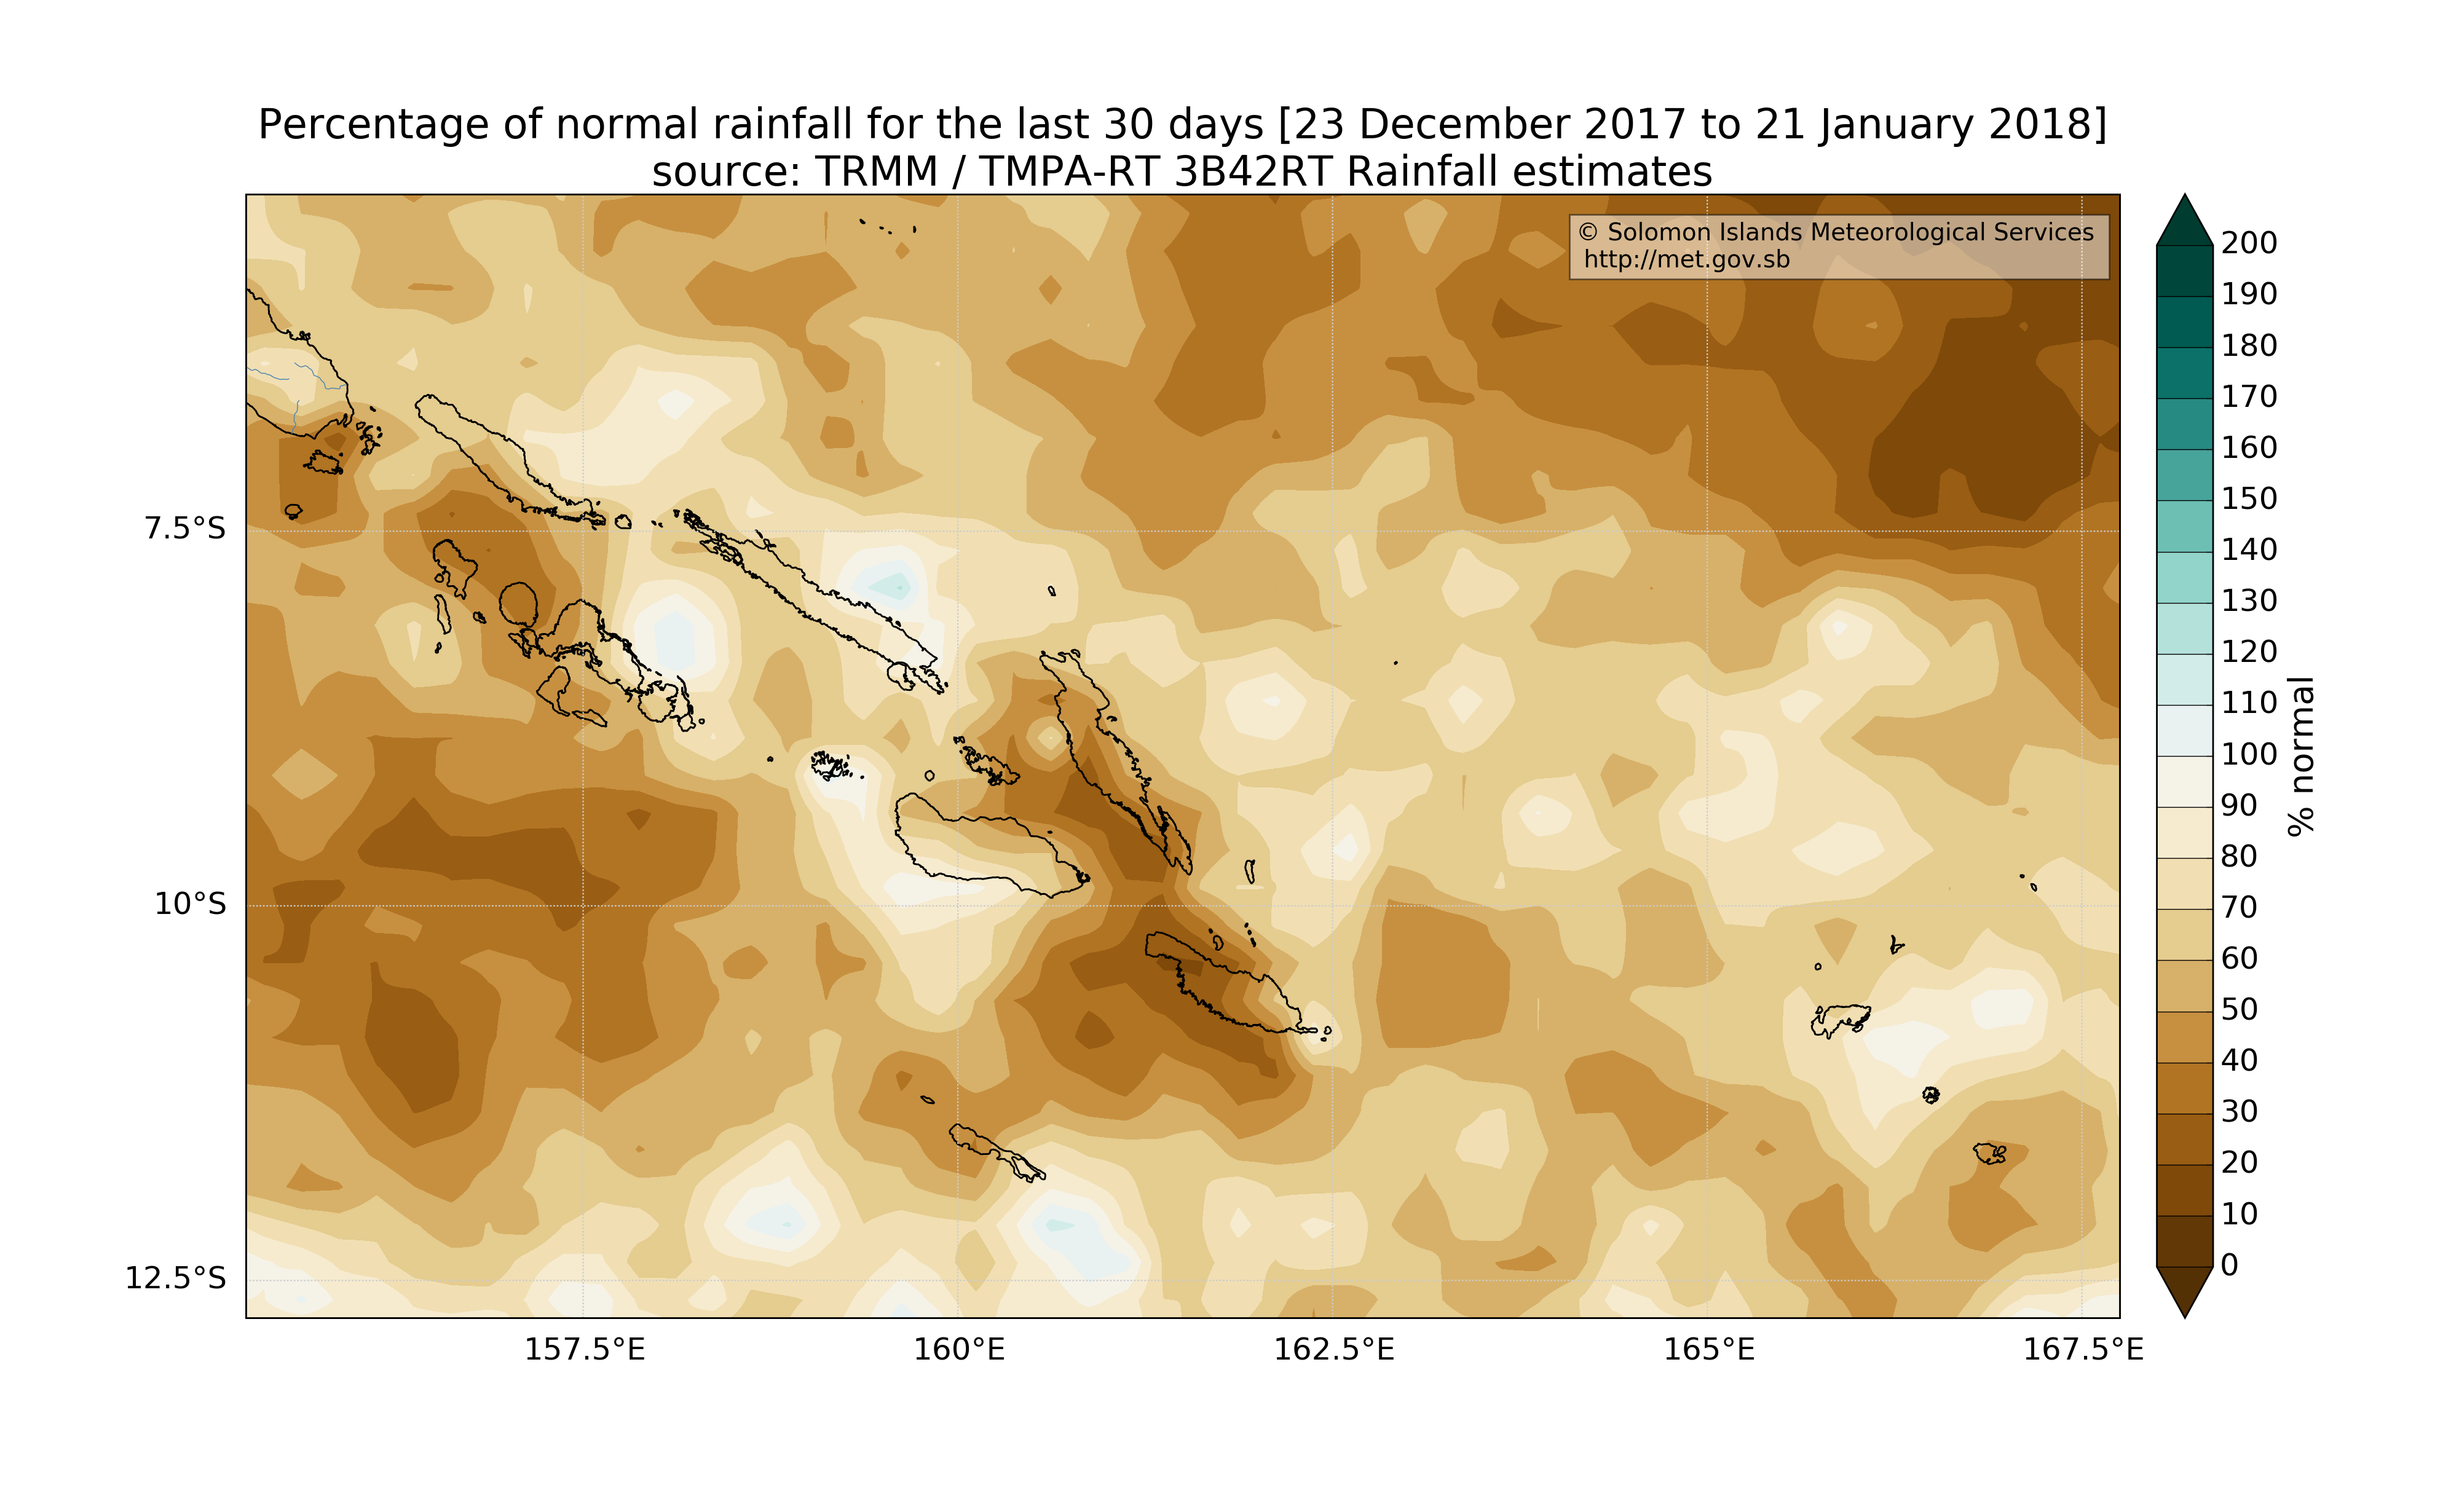 Percentage of normal rainfall for the last 30 days [23 December 2017 to 21 January 2018]
source: TRMM / TMPA-RT 3B42RT Rainfall estimates
© Solomon Islands Meteorological Services
http://met.gov.sb
7.5°S
10°S
12.5°S
157.5°E
160°E
162.5°E
165°E
167.5°E
200
190
180
170
160
150
140
130
120
110
100
90
80
70
60
50
40
30
20
10
0
% normal